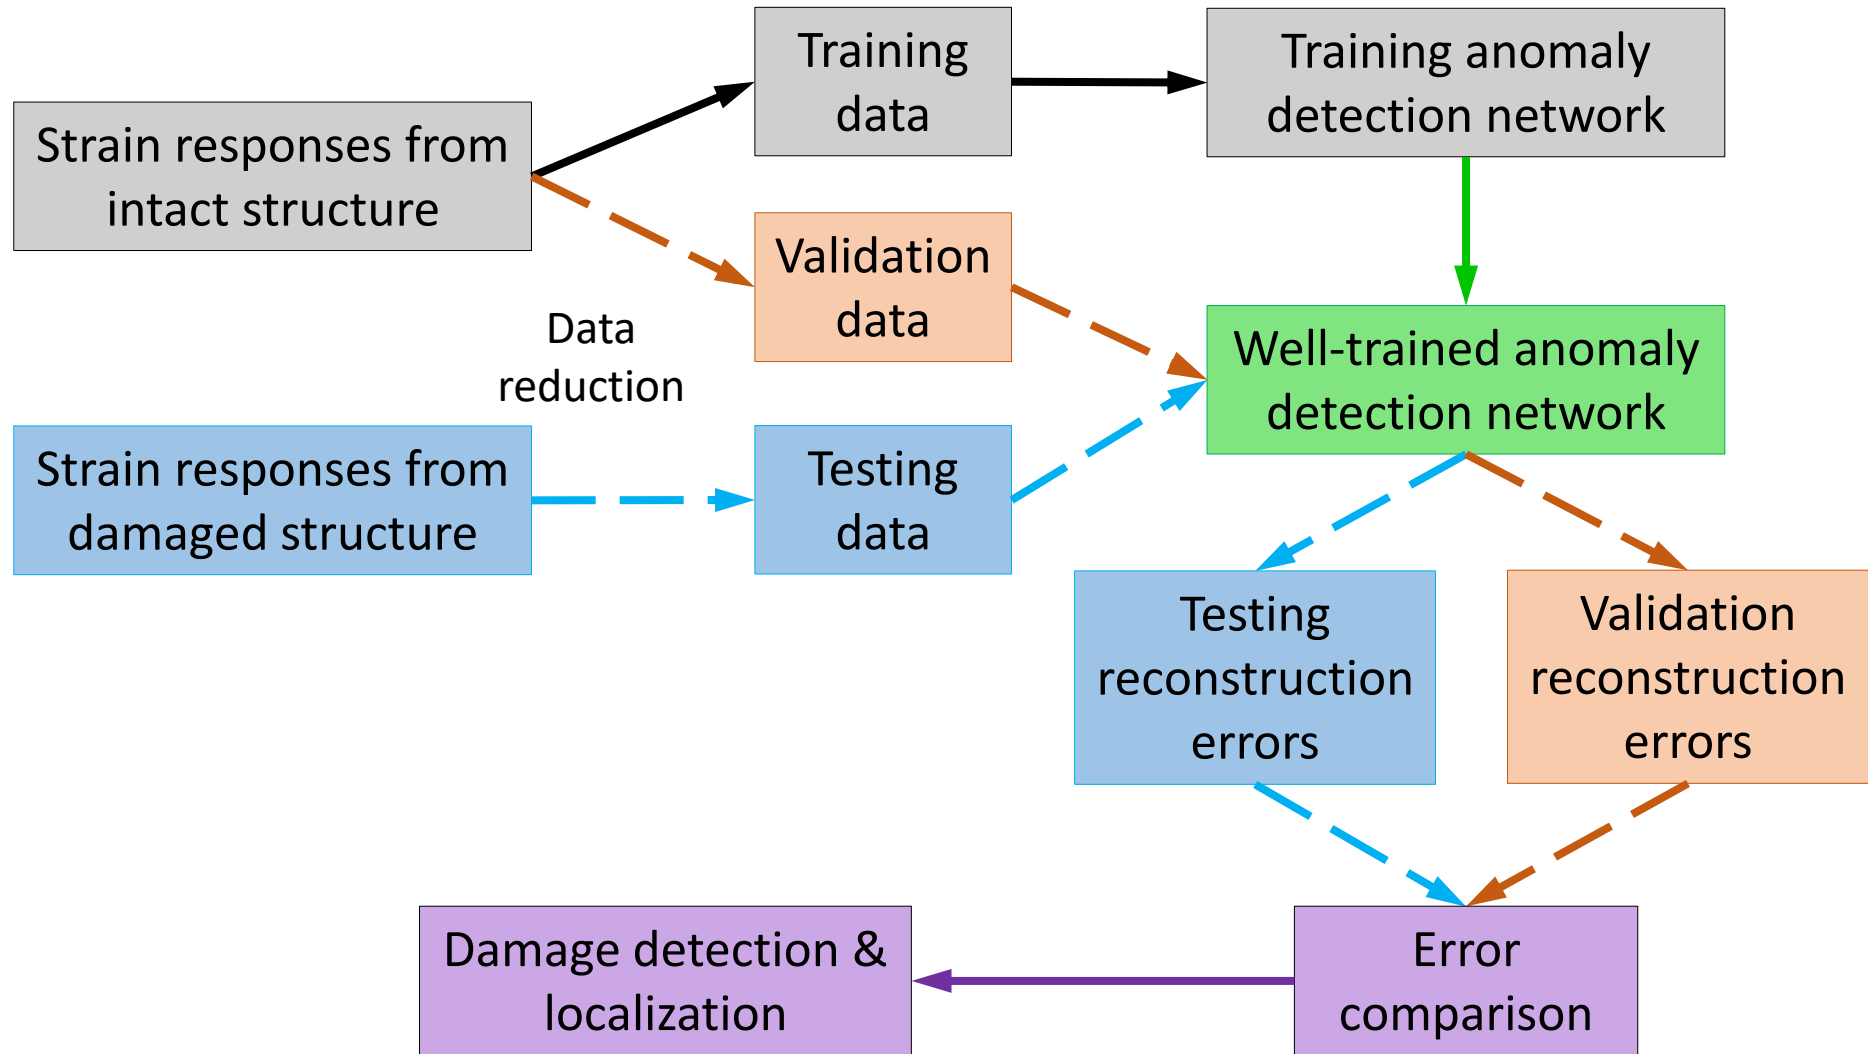 Training
data
Training anomaly
detection network
Strain responses from
intact structure
Validation
data
Data
reduction
Well-trained anomaly
detection network
Strain responses from
damaged structure
Testing
data
Testing
reconstruction
errors
Validation
reconstruction
errors
Damage detection &
localization
Error
comparison